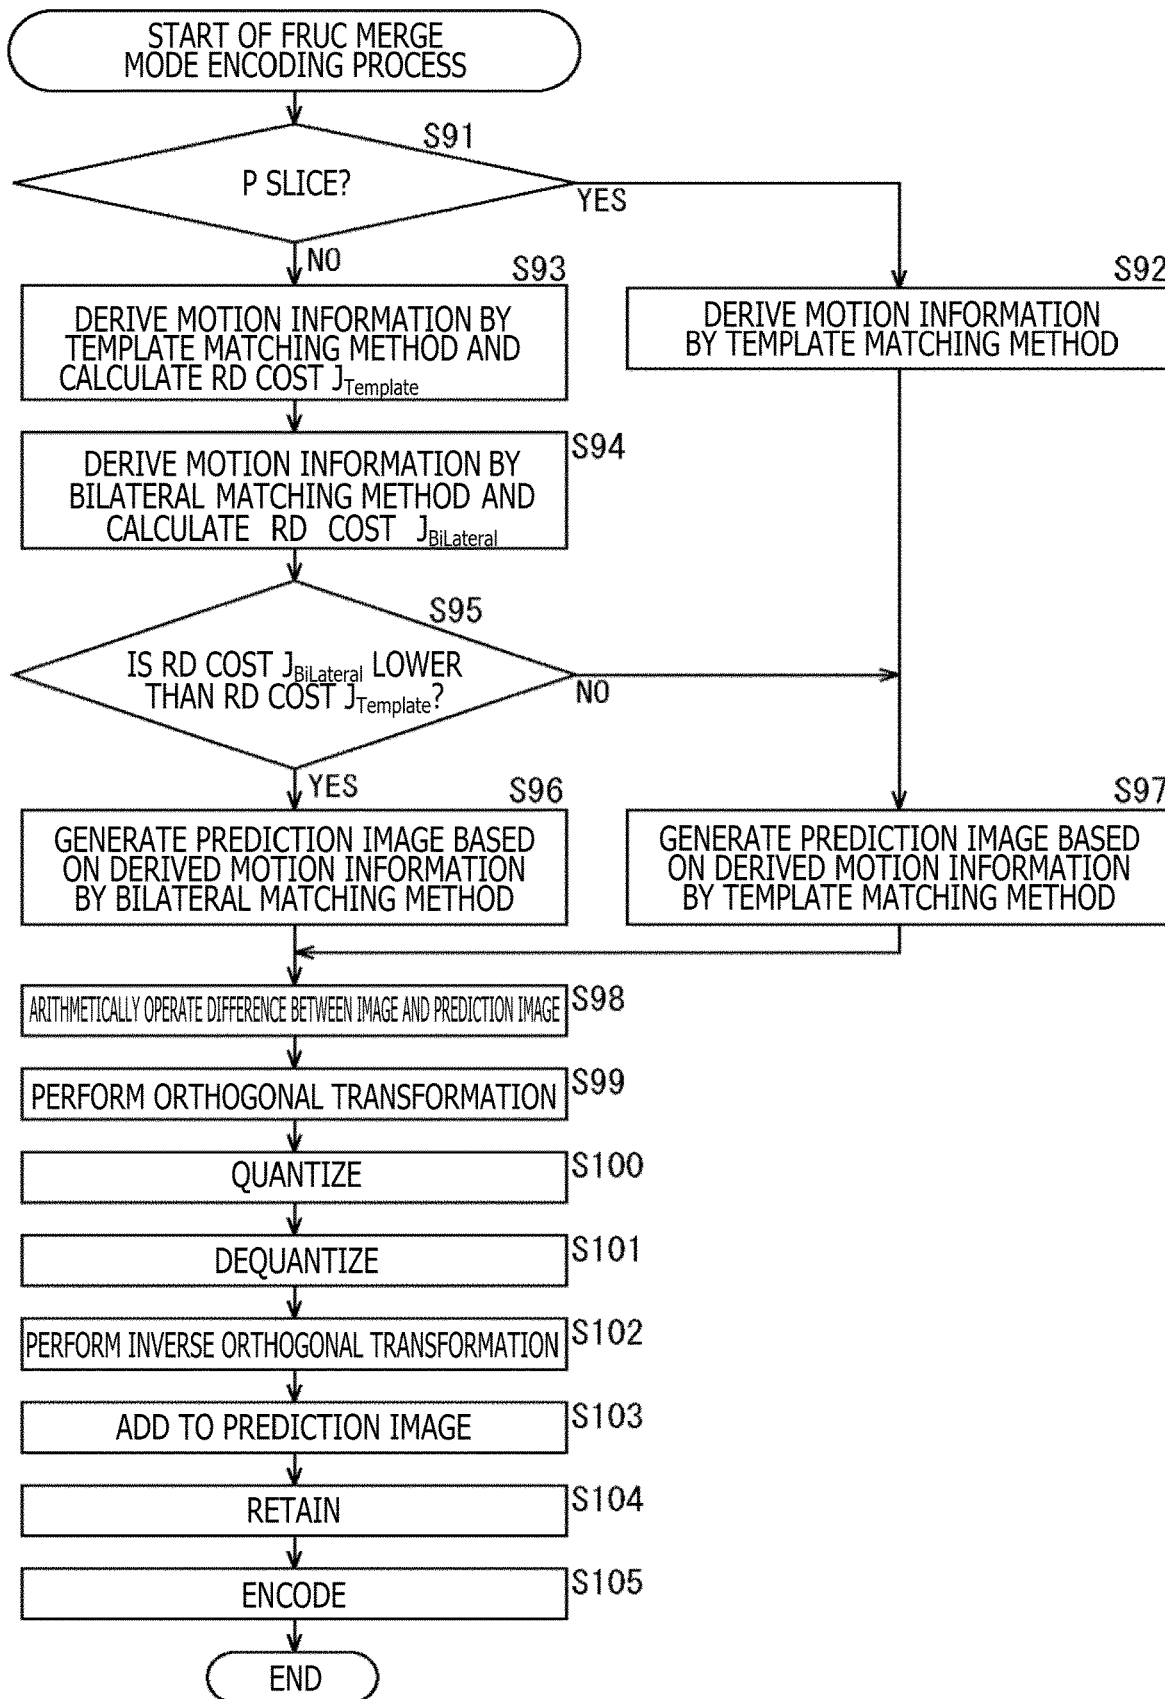 START OF FRUC MERGE
MODE ENCODING PROCESS
S91
P SLICE?
YES
NO
S93
DERIVE MOTION INFORMATION BY
TEMPLATE MATCHING METHOD AND
CALCULATE RD COST JTemplate
S92
DERIVE MOTION INFORMATION
BY TEMPLATE MATCHING METHOD
S94
DERIVE MOTION INFORMATION BY
BILATERAL MATCHING METHOD AND
CALCULATE RD COST JBiLateral
S95
IS RD COST JBiLateral LOWER
THAN RD COST JTemplate?
NO
YES
S96
GENERATE PREDICTION IMAGE BASED
ON DERIVED MOTION INFORMATION
BY BILATERAL MATCHING METHOD
S97
GENERATE PREDICTION IMAGE BASED
ON DERIVED MOTION INFORMATION
BY TEMPLATE MATCHING METHOD
ARITHMETICALLY OPERATE DIFFERENCE BETWEEN IMAGE AND PREDICTION IMAGE S98
PERFORM ORTHOGONAL TRANSFORMATION S99
QUANTIZE S100
DEQUANTIZE S101
PERFORM INVERSE ORTHOGONAL TRANSFORMATION S102
ADD TO PREDICTION IMAGE S103
RETAIN S104
ENCODE S105
END